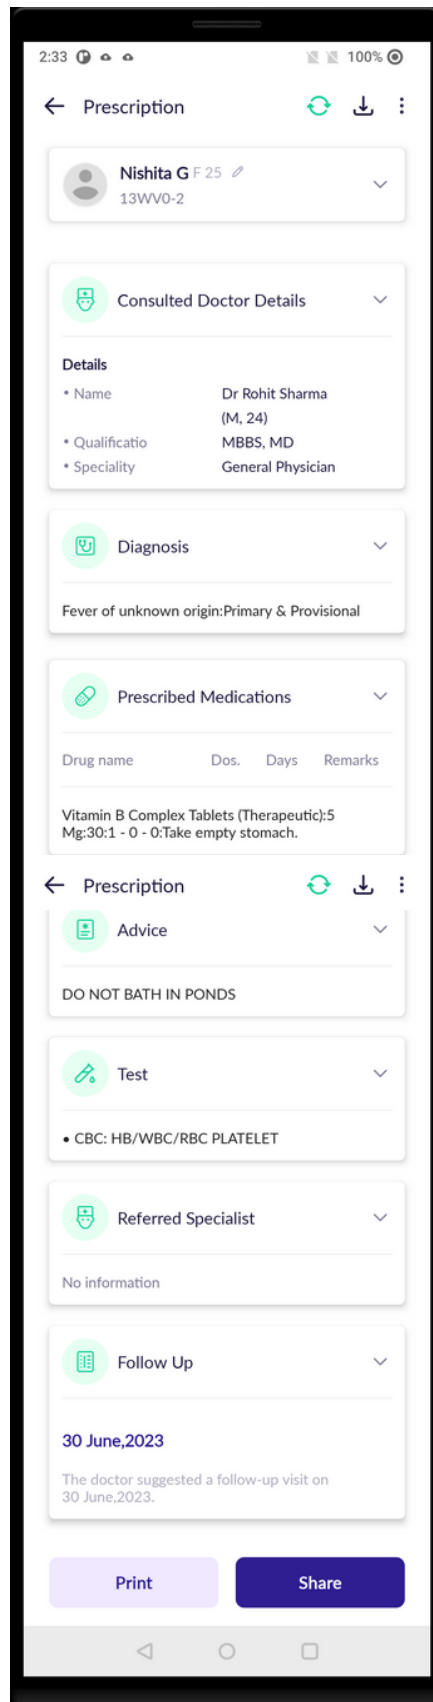 2:33
100%
Prescription
Nishita G F 25
13WV0-2
Consulted Doctor Details
Details
• Name Dr Rohit Sharma
(M, 24)
• Qualificatio MBBS, MD
• Speciality General Physician
Diagnosis
Fever of unknown origin:Primary & Provisional
Prescribed Medications
Drug name Dos. Days Remarks
Vitamin B Complex Tablets (Therapeutic):5
Mg:30:1 - 0 - 0:Take empty stomach.
Prescription
Advice
DO NOT BATH IN PONDS
Test
• CBC: HB/WBC/RBC PLATELET
Referred Specialist
No information
Follow Up
30 June,2023
The doctor suggested a follow-up visit on
30 June,2023.
Print
Share